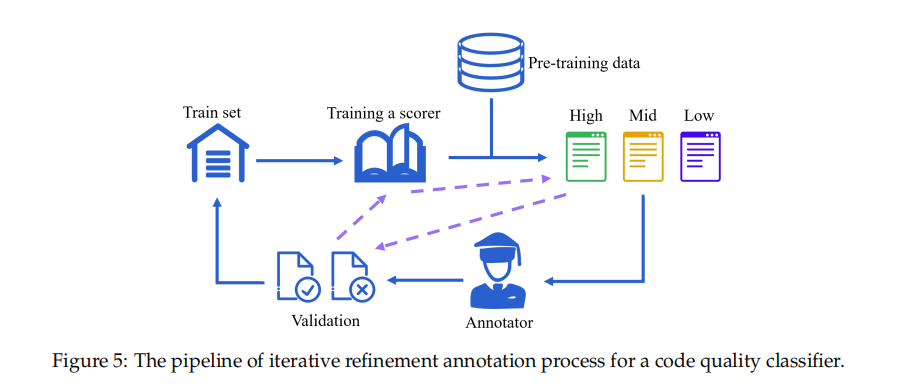 Pre-training data
Train set
Training a scorer
High
Mid
Low
Validation
Annotator
Figure 5: The pipeline of iterative refinement annotation process for a code quality classifier.